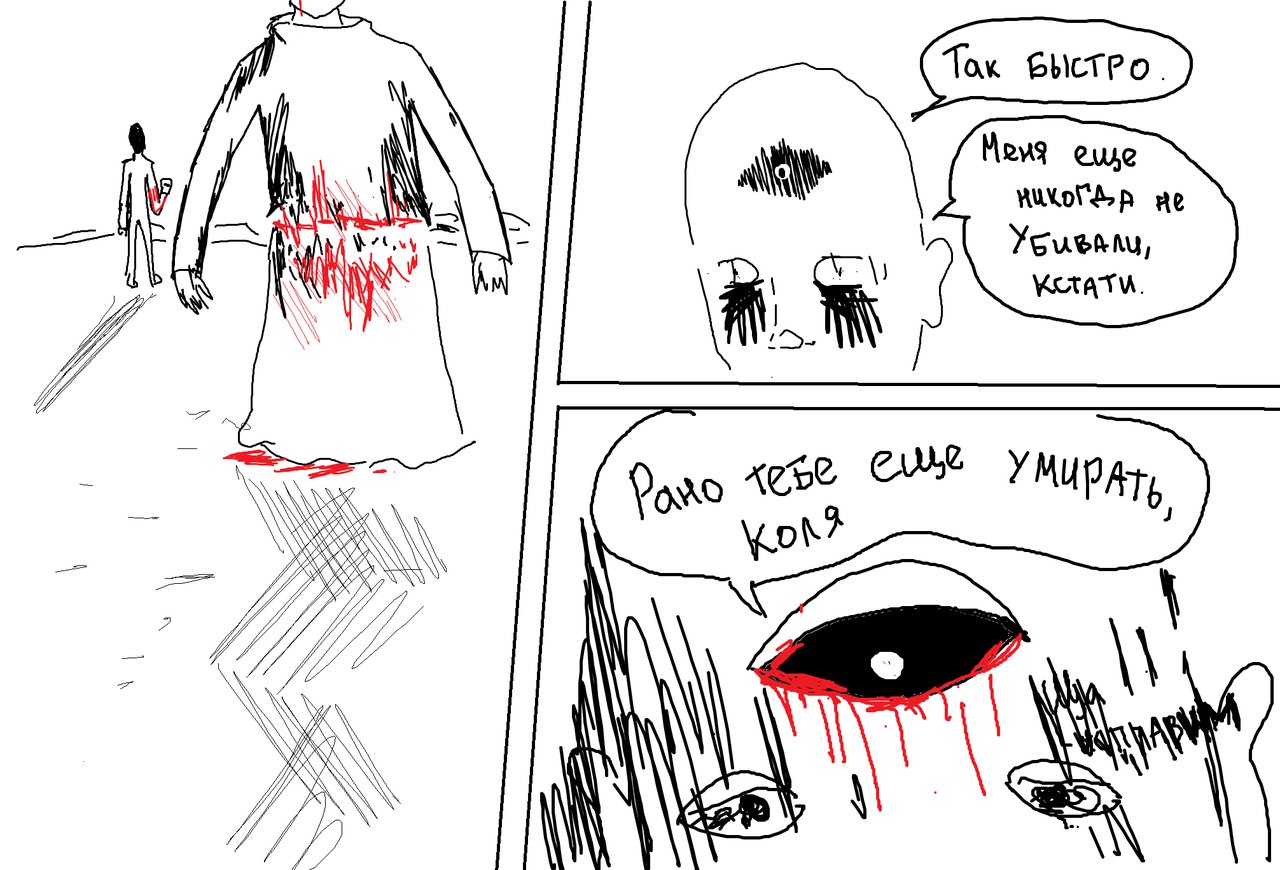 Так БЫСТРО.
Меня еще
никогда не
Убивали,
кстати.
Рано тебе еще умирать,
коля